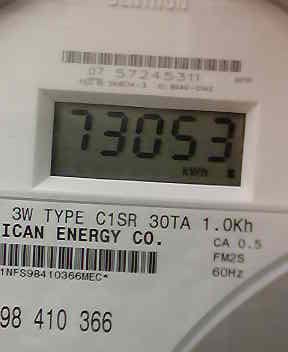 07 57245311
73053
kWh
3W TYPE C1SR 30TA 1.0Kh
ICAN ENERGY CO.
CA 0.5
FM2S
60Hz
1NFS98410366MEC*
98 410 366